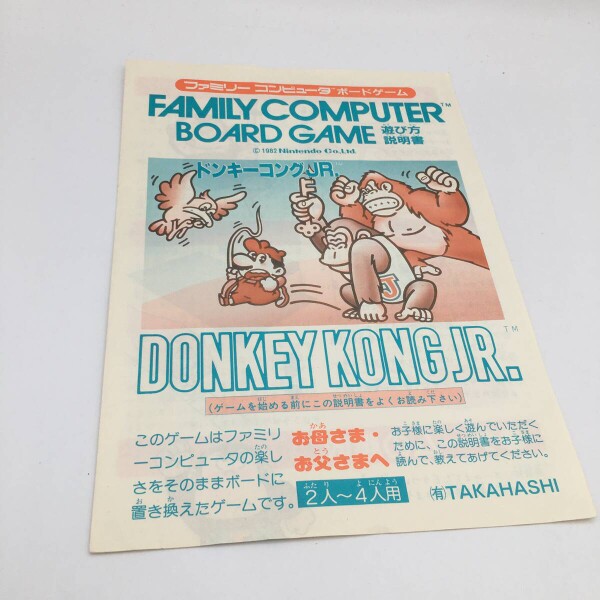 ファミリー コンピュータ™ボードゲーム
FAMILY COMPUTER™
BOARD GAME 遊び方説明書
© 1982 Nintendo Co., Ltd
ドンキーコングJR.™
J
DONKEY KONG JR.™
(ゲームを始める前にこの説明書をよくお読み下さい)
このゲームはファミリ
ーコンピュータの楽し
さをそのままボードに
置き換えたゲームです。
お母さま・
お父さまへ
お子様に楽しく遊んでいただく
ために、この説明書をお子様に
読んで、教えてあげてください。
2人〜4人用
㈲TAKAHASHI